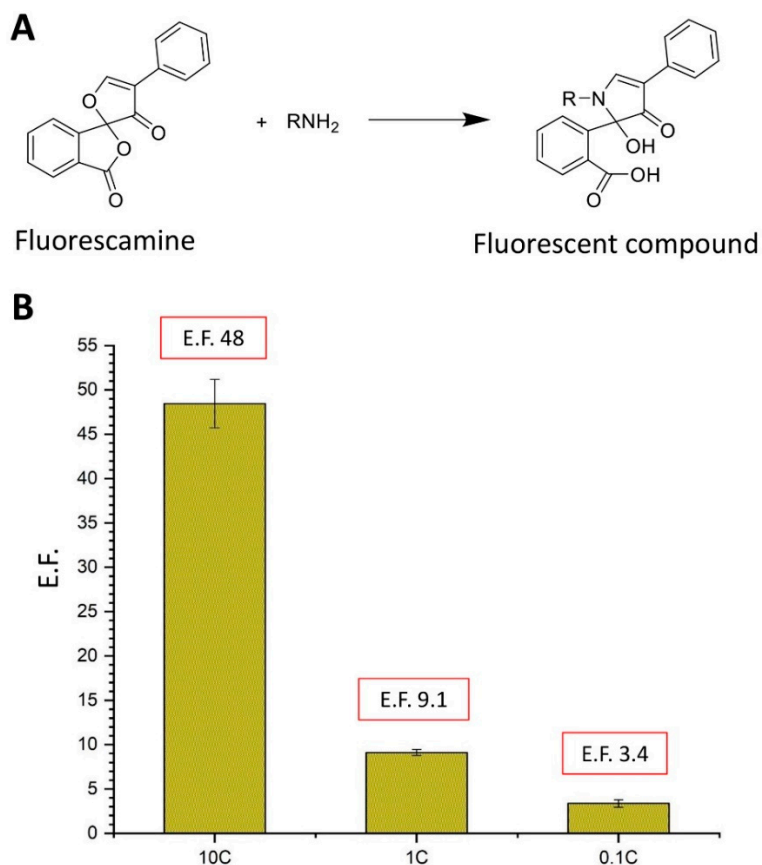 A
O
O
O
O
+ RNH2
R
N
O
OH
OH
O
Fluorescamine
Fluorescent compound
B
E.F.
55
50
45
40
35
30
25
20
15
10
5
0
E.F. 48
E.F. 9.1
E.F. 3.4
10C
1C
0.1C